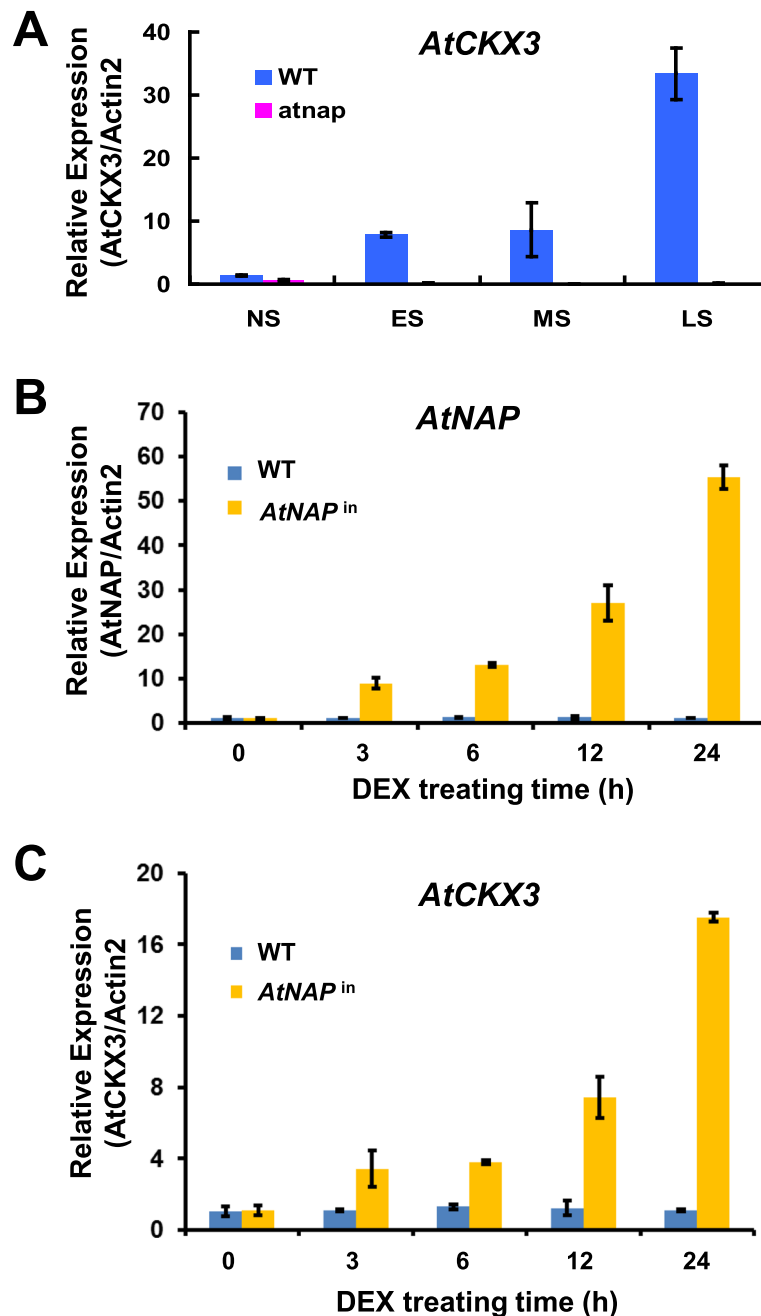 A
AtCKX3
Relative Expression
(AtCKX3/Actin2
40
30
20
10
0
WT
atnap
NS ES MS LS
B
AtNAP
Relative Expression
(AtNAP/Actin2
70
60
50
40
30
20
10
0
WT
AtNAP in
0 3 6 12 24
DEX treating time (h)
C
AtCKX3
Relative Expression
(AtCKX3/Actin2
20
16
12
8
4
0
WT
AtNAP in
0 3 6 12 24
DEX treating time (h)